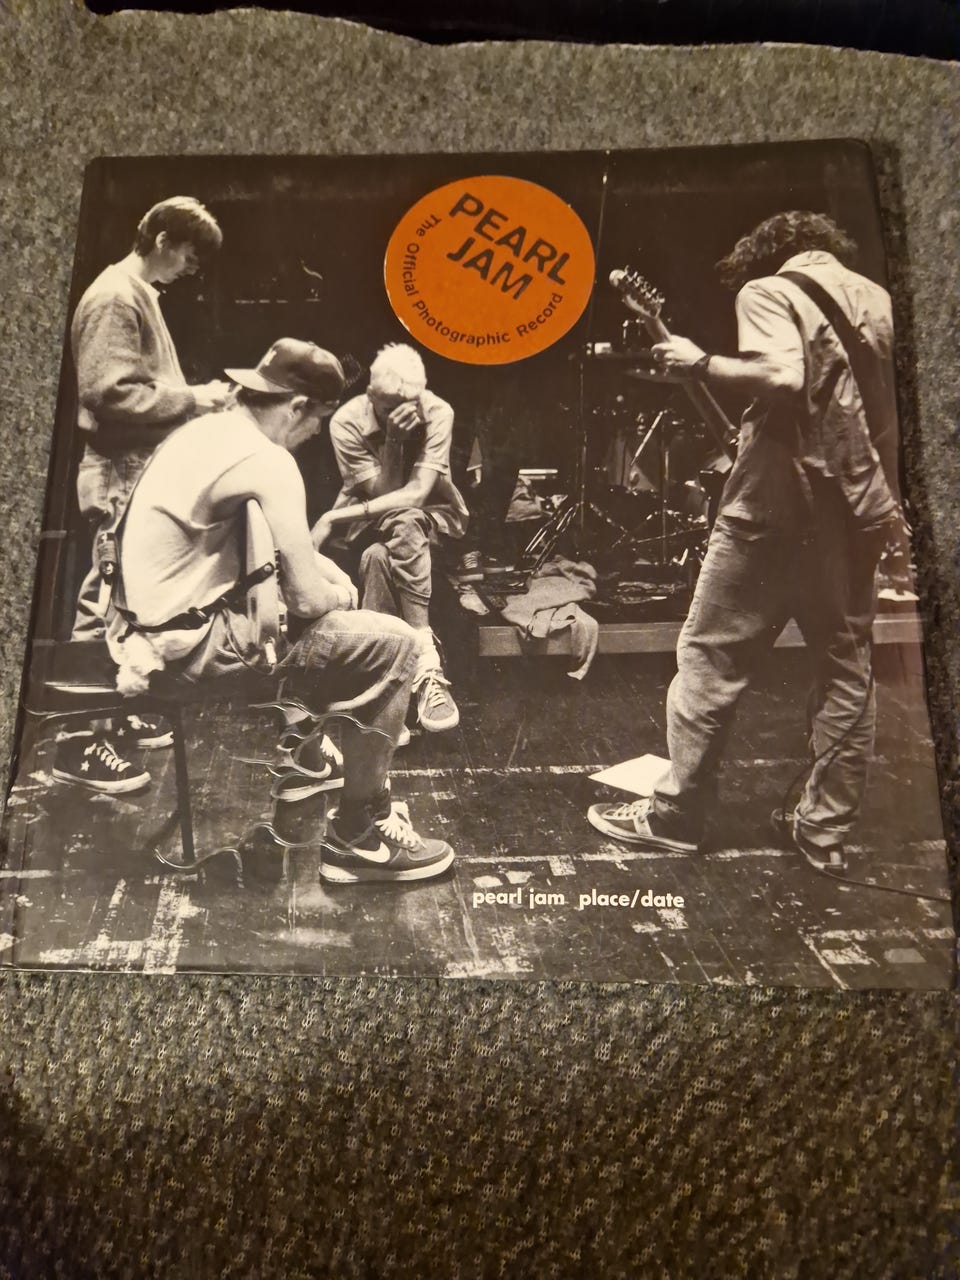 PEARL
JAM
The Official Photographic Record
pearl jam place/date